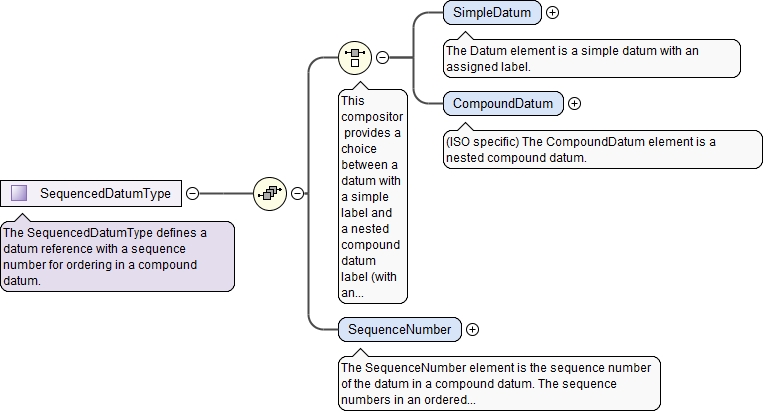 SimpleDatum
The Datum element is a simple datum with an
assigned label.
This
compositor
provides a
choice
between a
datum with
a simple
label and
a nested
compound
datum
label (with
an...
CompoundDatum
(ISO specific) The CompoundDatum element is a
nested compound datum.
SequencedDatumType
The SequencedDatumType defines a
datum reference with a sequence
number for ordering in a compound
datum.
SequenceNumber
The SequenceNumber element is the sequence number
of the datum in a compound datum. The sequence
numbers in an ordered...